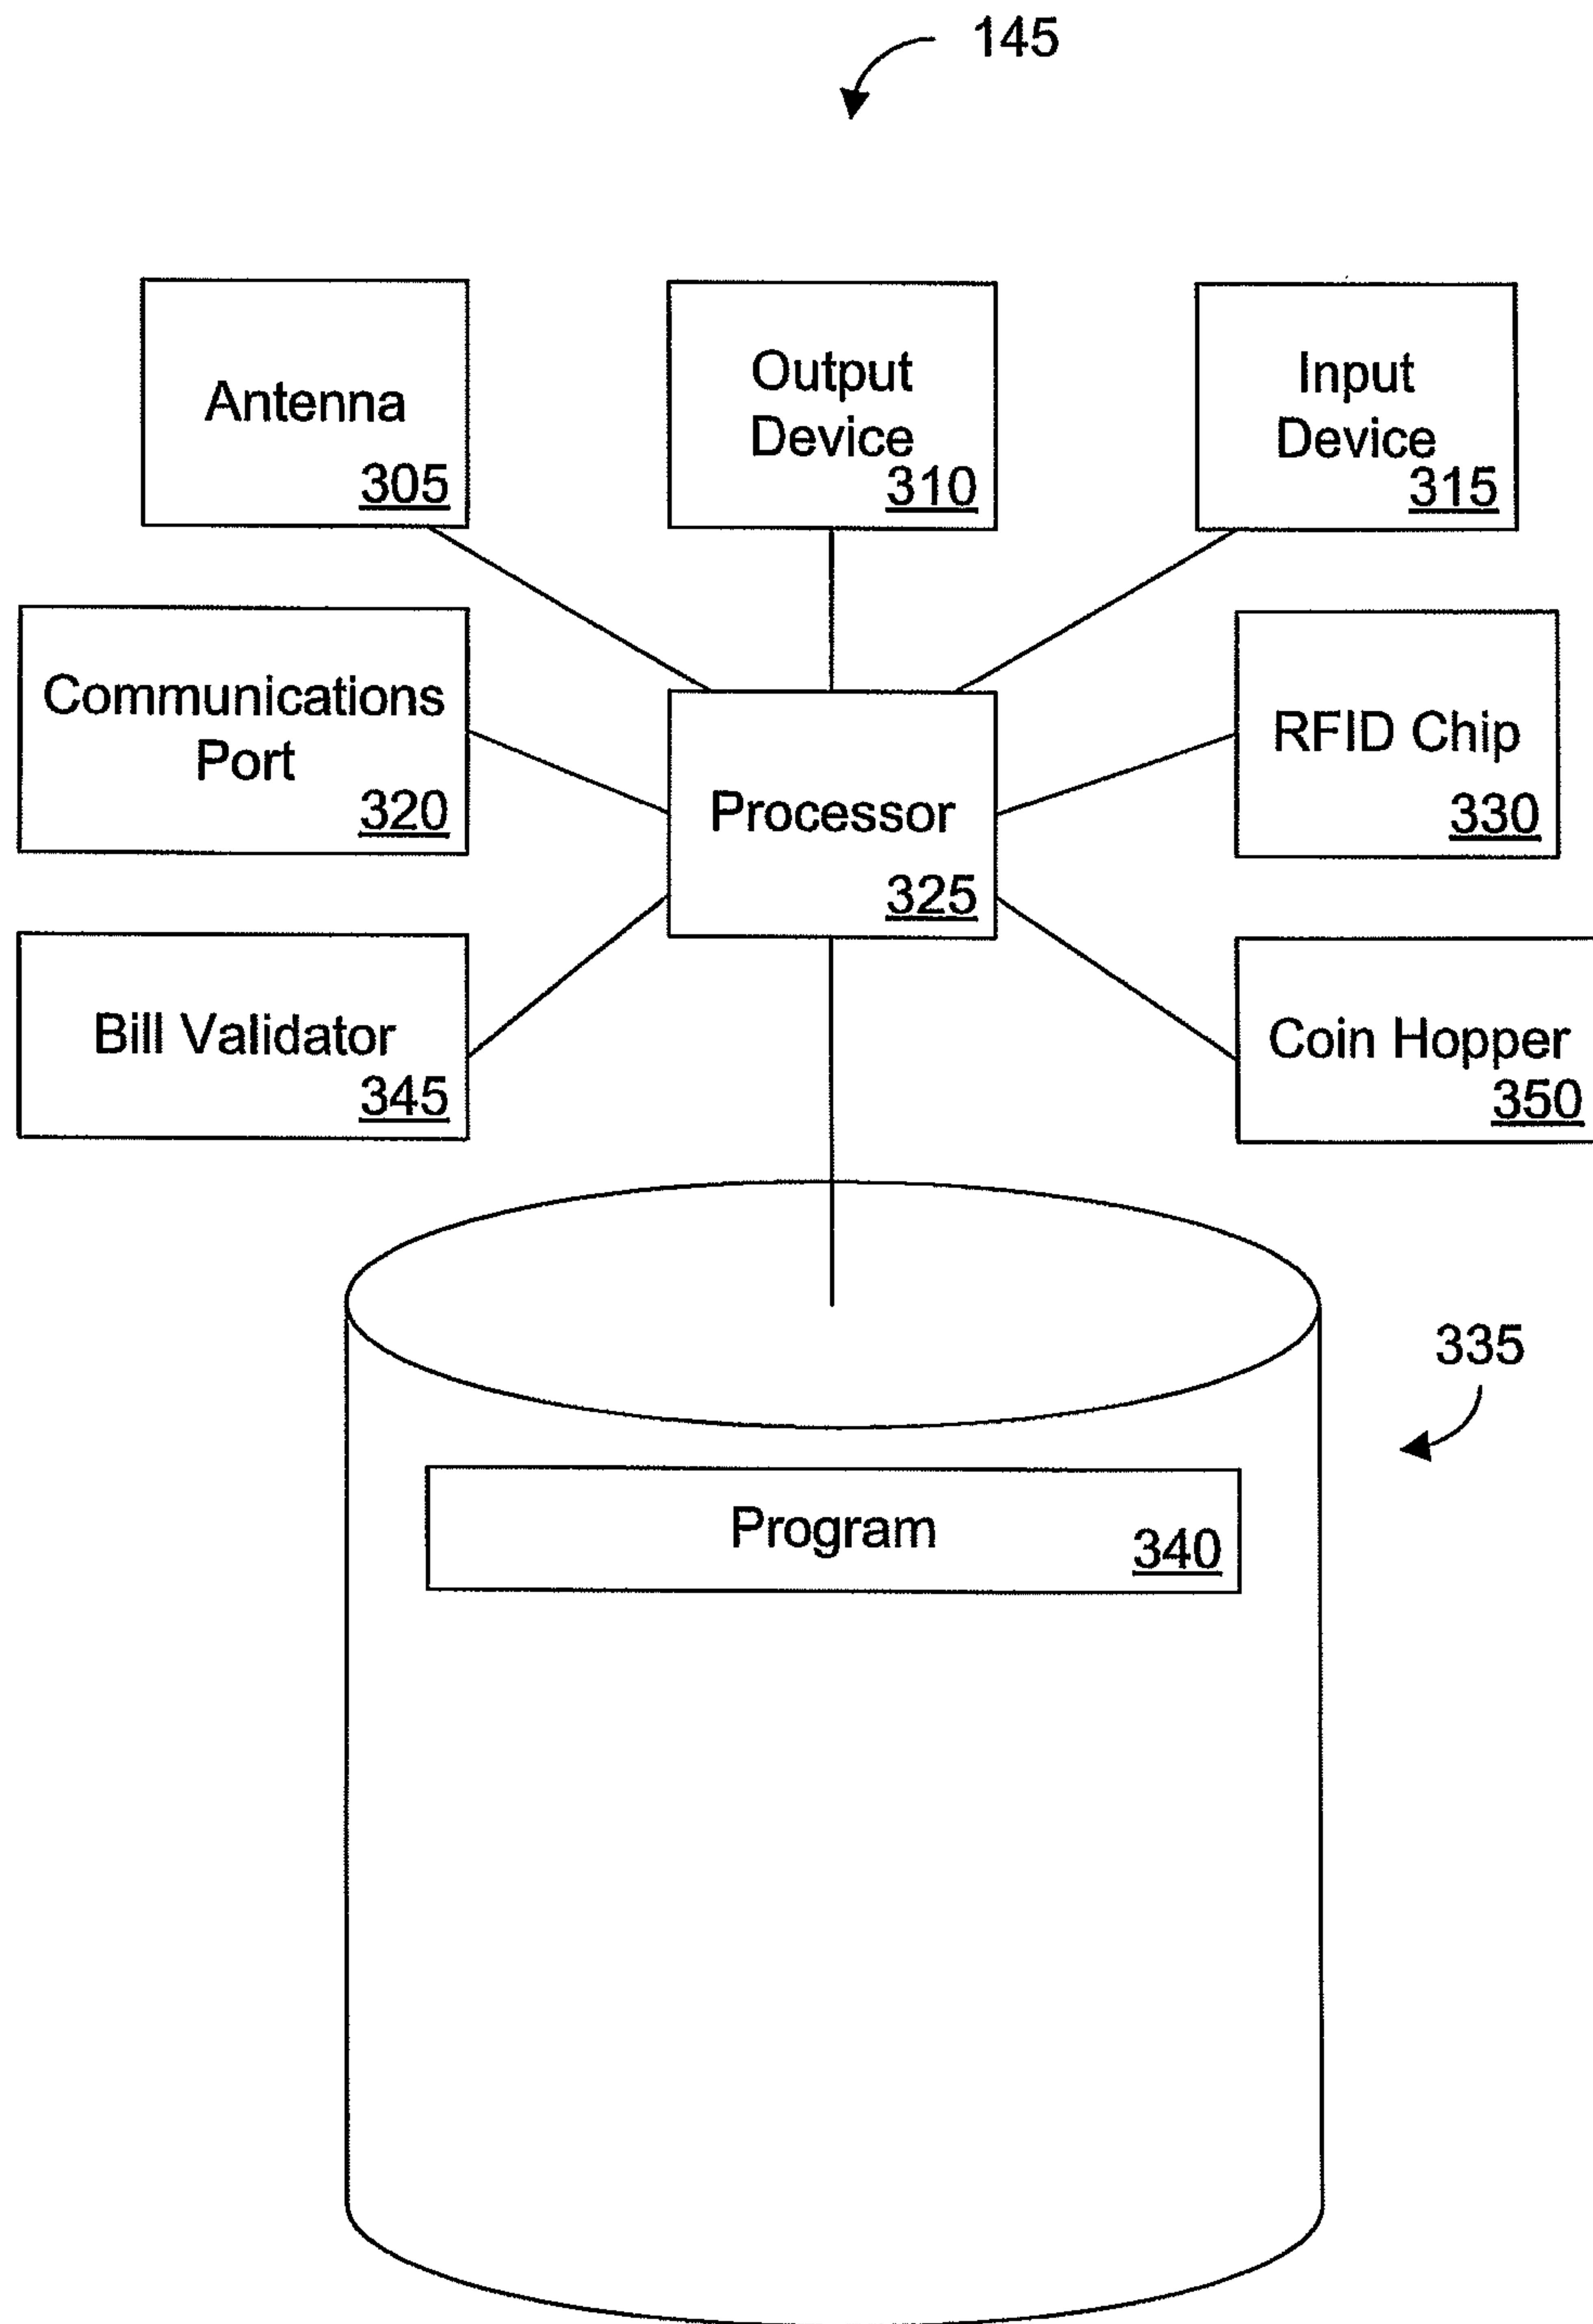 145
Antenna
305
Output
Device
310
Input
Device
315
Communications
Port
320
Processor
325
RFID Chip
330
Bill Validator
345
Coin Hopper
350
335
Program
340